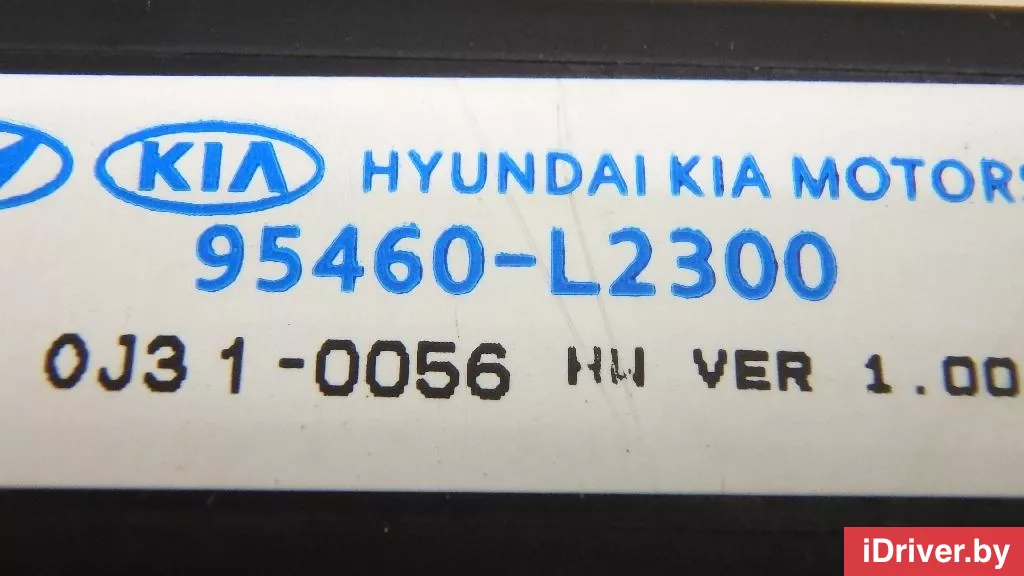 KIA HYUNDAI KIA MOTORS
95460-L2300
0J31-0056 HW VER 1.00
iDriver.by